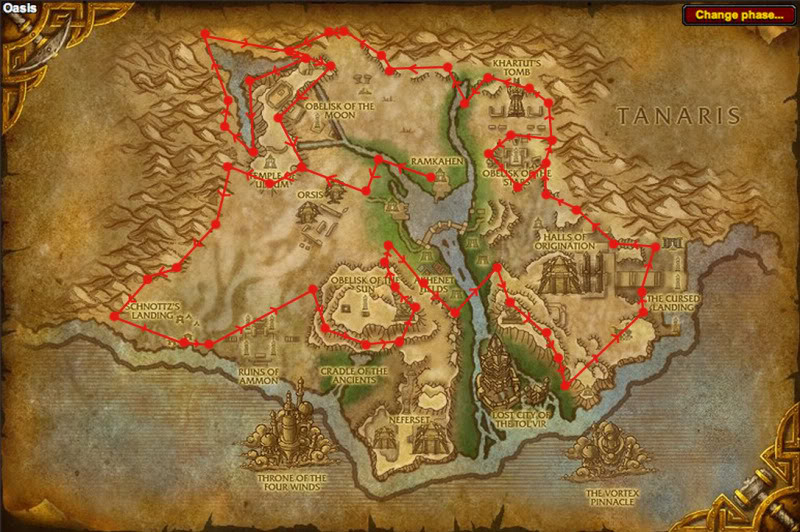 Oasis
Change phase...
KHARTUT'S
TOMB
TANARIS
OBELISK OF THE
MOON
RAMKAHEN
OBELISK OF THE
STARS
TEMPLE OF
ULDUM
ORSIS
HALLS OF
ORIGINATION
OBELISK OF THE
SUN
SCHNOTTZ'S
LANDING
THE CURSED
LANDING
RUINS OF
AMMON
CRADLE OF THE
ANCIENTS
NEFERSET
LOST CITY OF
THE TOL'VIR
THRONE OF THE
FOUR WINDS
THE VORTEX
PINNACLE